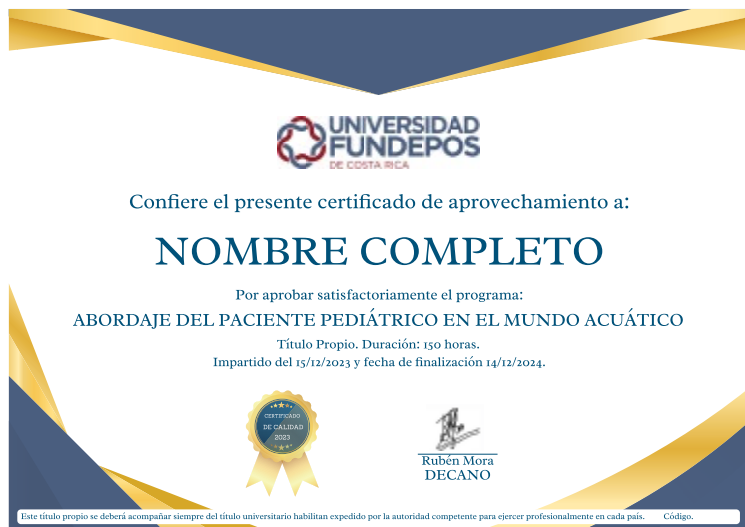 UNIVERSIDAD
FUNDEPOS
DE COSTA RICA
Confiere el presente certificado de aprovechamiento a:
NOMBRE COMPLETO
Por aprobar satisfactoriamente el programa:
ABORDAJE DEL PACIENTE PEDIÁTRICO EN EL MUNDO ACUÁTICO
Título Propio. Duración: 150 horas.
Impartido del 15/12/2023 y fecha de finalización 14/12/2024.
CERTIFICADO
DE CALIDAD
2023
Rubén Mora
DECANO
Este título propio se deberá acompañar siempre del título universitario habilitan expedido por la autoridad competente para ejercer profesionalmente en cada país. Código.